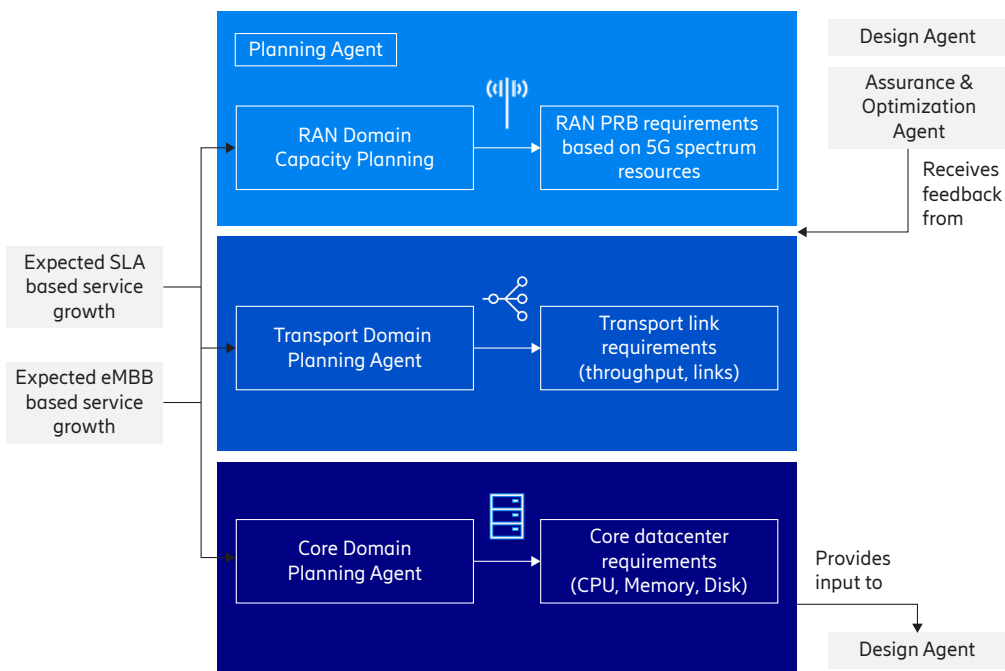 Planning Agent
RAN Domain
Capacity Planning
RAN PRB requirements
based on 5G spectrum
resources
Design Agent
Assurance &
Optimization
Agent
Receives
feedback
from
Expected SLA
based service
growth
Expected eMBB
based service
growth
Transport Domain
Planning Agent
Transport link
requirements
(throughput, links)
Core Domain
Planning Agent
Core datacenter
requirements
(CPU, Memory, Disk)
Provides
input to
Design Agent